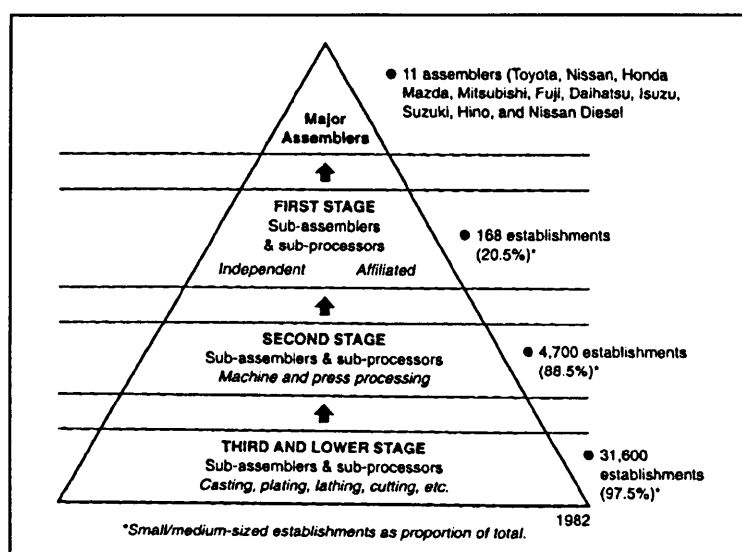 ● 11 assemblers (Toyota, Nissan, Honda
Mazda, Mitsubishi, Fuji, Daihatsu, Isuzu,
Suzuki, Hino, and Nissan Diesel
Major
Assemblers
FIRST STAGE
Sub-assemblers
& sub-processors
Independent Affiliated
● 168 establishments
(20.5%)*
SECOND STAGE
Sub-assemblers & sub-processors
Machine and press processing
● 4,700 establishments
(88.5%)*
THIRD AND LOWER STAGE
Sub-assemblers & sub-processors
Casting, plating, lathing, cutting, etc.
● 31,600
establishments
(97.5%)*
1982
*Small/medium-sized establishments as proportion of total.